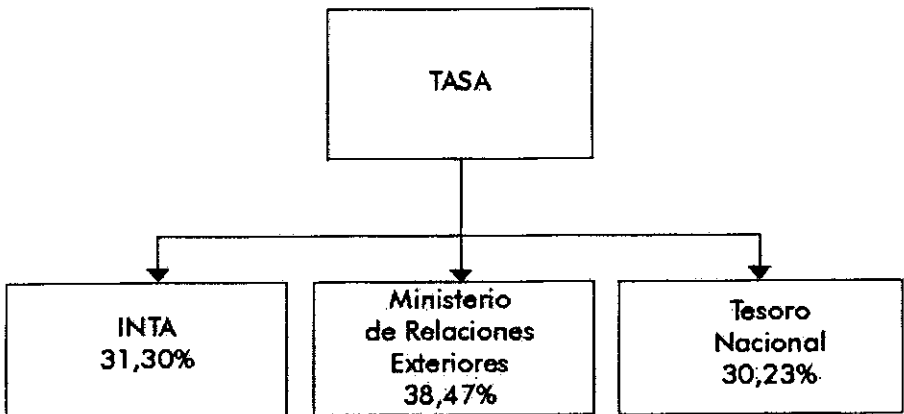 TASA
INTA
31,30%
Ministerio
de Relaciones
Exteriores
38,47%
Tesoro
Nacional
30,23%